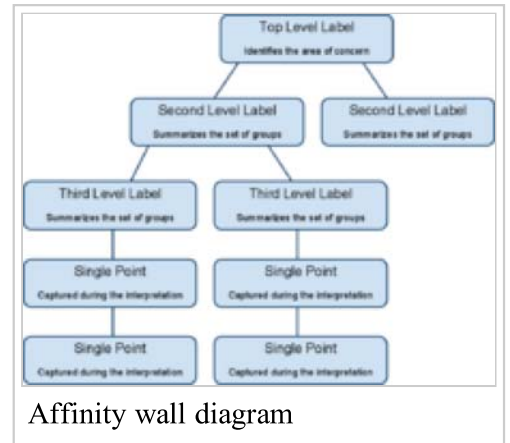 Top Level Label
Identifies the area of concern
Second Level Label
Summarizes the set of groups
Second Level Label
Summarizes the set of groups
Third Level Label
Summarizes the set of groups
Third Level Label
Summarizes the set of groups
Single Point
Captured during the interpretation
Single Point
Captured during the interpretation
Single Point
Captured during the interpretation
Single Point
Captured during the interpretation
Affinity wall diagram